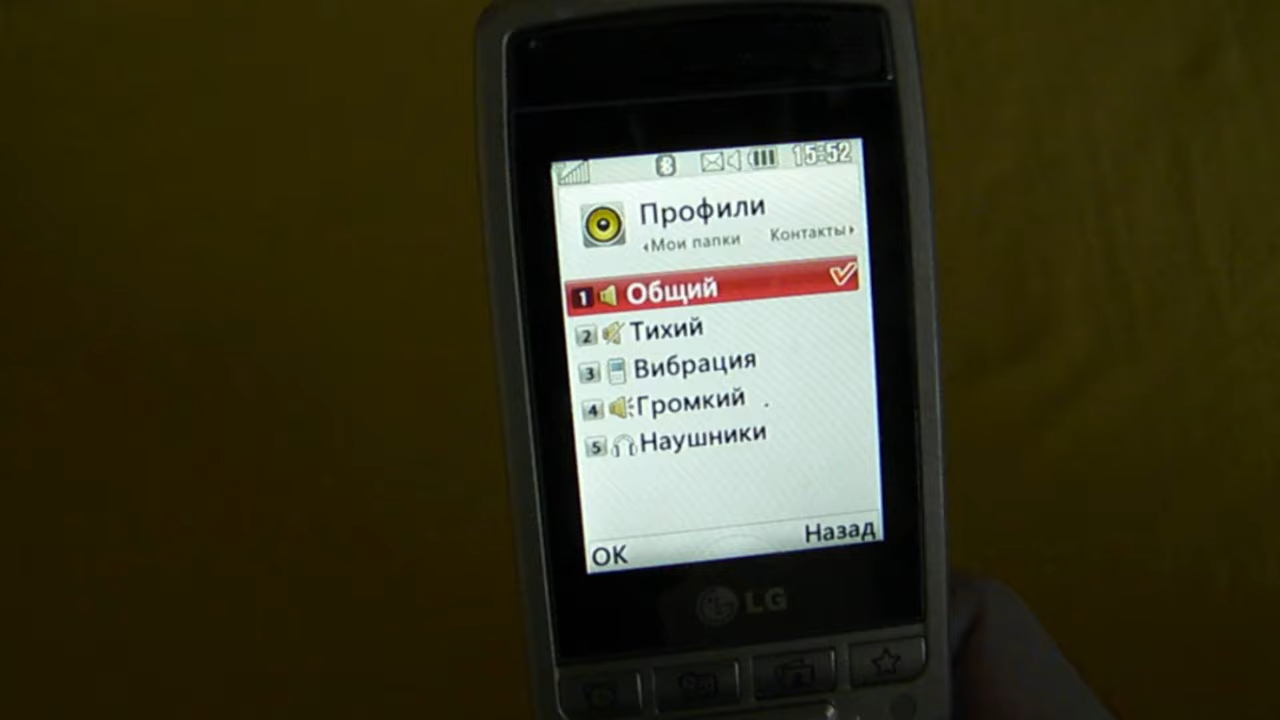 15:52
Профили
Мои папки Контакты
1 Общий
2 Тихий
3 Вибрация
4 Громкий
5 Наушники
OK Назад
LG